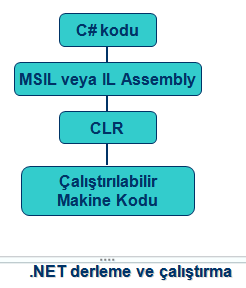 C# kodu
MSIL veya IL Assembly
CLR
Çalıştırılabilir
Makine Kodu
.NET derleme ve çalıştırma